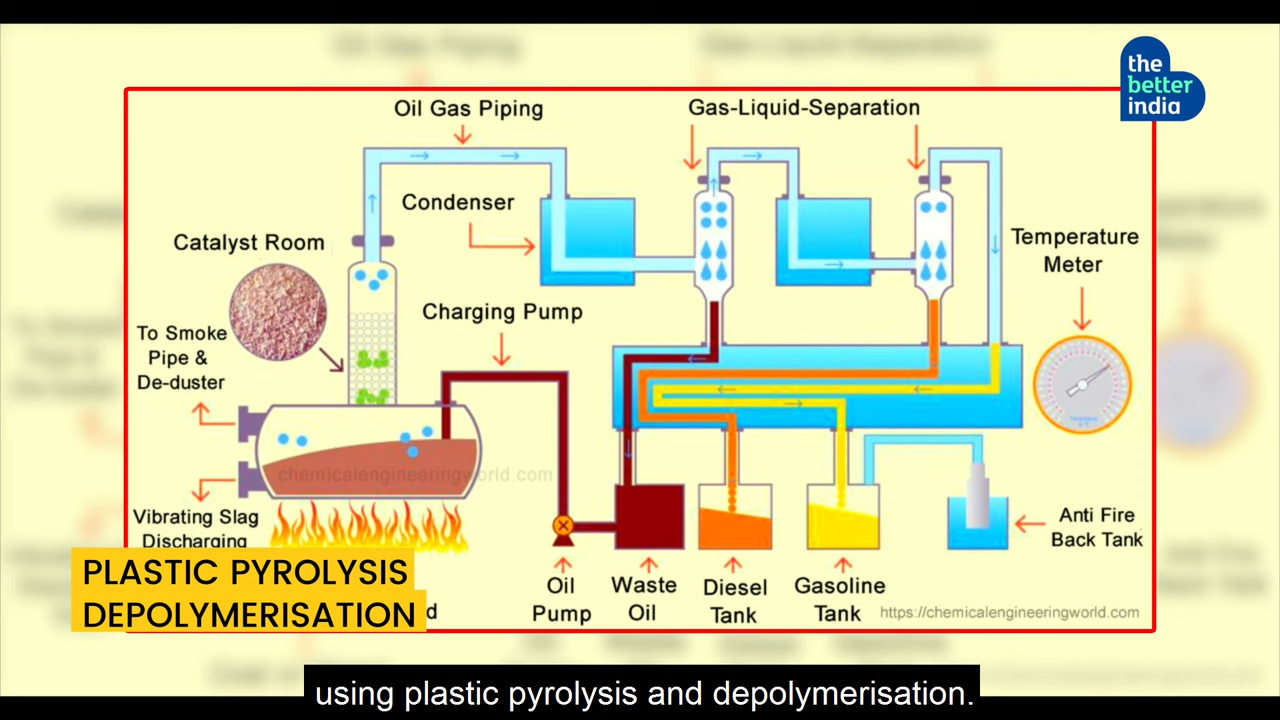 the
better
india
Oil Gas Piping
Gas-Liquid-Separation
Condenser
Catalyst Room
Temperature
Meter
Charging Pump
To Smoke
Pipe &
De-duster
chemicalengineeringworld.com
Vibrating Slag
Discharging
Anti Fire
Back Tank
PLASTIC PYROLYSIS
DEPOLYMERISATION
Oil
Pump
Waste
Oil
Diesel
Tank
Gasoline
Tank
https://chemicalengineeringworld.com
using plastic pyrolysis and depolymerisation.